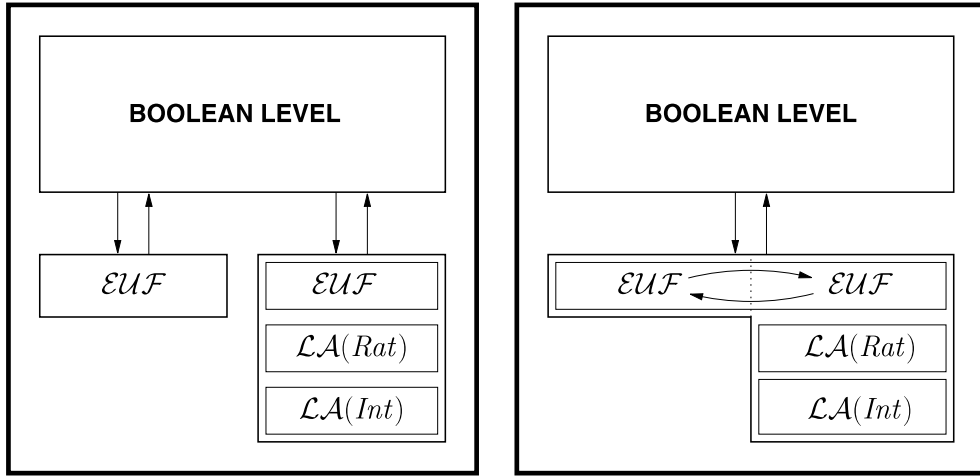 BOOLEAN LEVEL
ℰ𝒰ℱ
ℰ𝒰ℱ
ℒ𝒜(Rat)
ℒ𝒜(Int)
BOOLEAN LEVEL
ℰ𝒰ℱ
ℰ𝒰ℱ
ℒ𝒜(Rat)
ℒ𝒜(Int)